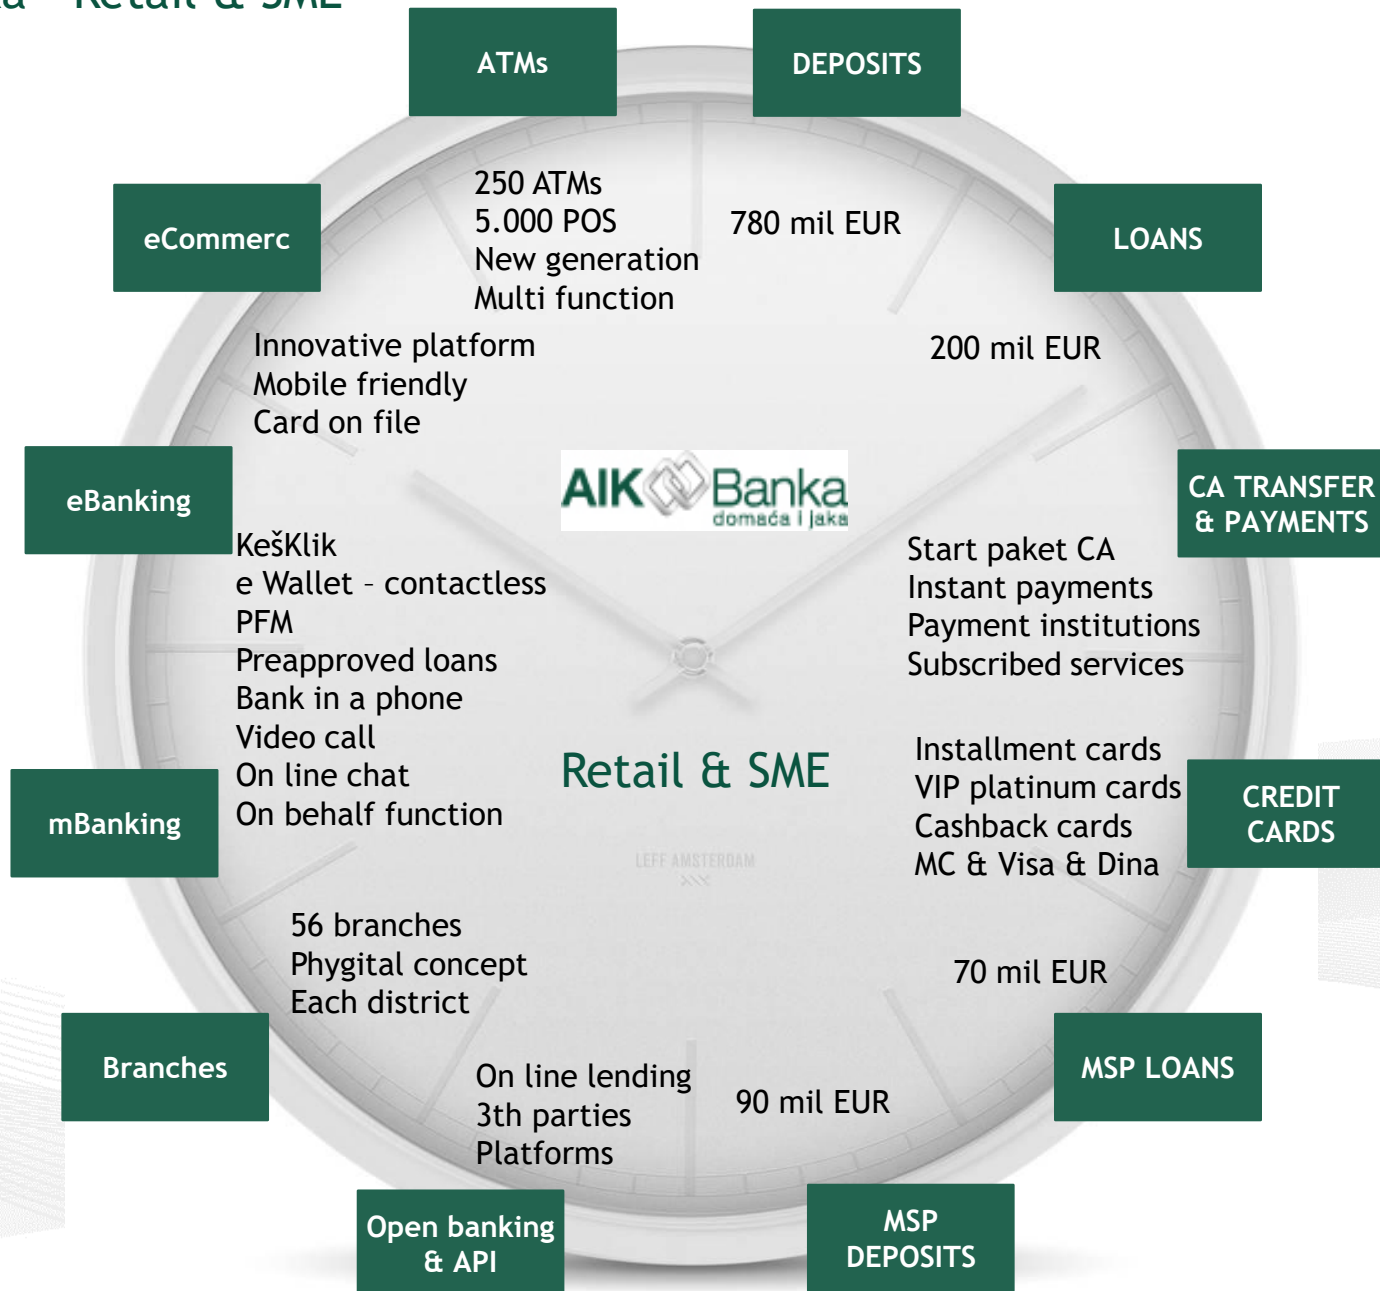 Retail & SME
ATMs
DEPOSITS
250 ATMs
5.000 POS
New generation
Multi function
780 mil EUR
eCommerc
LOANS
Innovative platform
Mobile friendly
Card on file
200 mil EUR
eBanking
AIK Banka
domaća i jaka
CA TRANSFER
& PAYMENTS
KešKlik
e Wallet – contactless
PFM
Preapproved loans
Bank in a phone
Video call
On line chat
On behalf function
Start paket CA
Instant payments
Payment institutions
Subscribed services
mBanking
Retail & SME
Installment cards
VIP platinum cards
Cashback cards
MC & Visa & Dina
CREDIT
CARDS
LEFF AMSTERDAM
56 branches
Phygital concept
Each district
70 mil EUR
Branches
MSP LOANS
On line lending
3th parties
Platforms
90 mil EUR
Open banking
& API
MSP
DEPOSITS